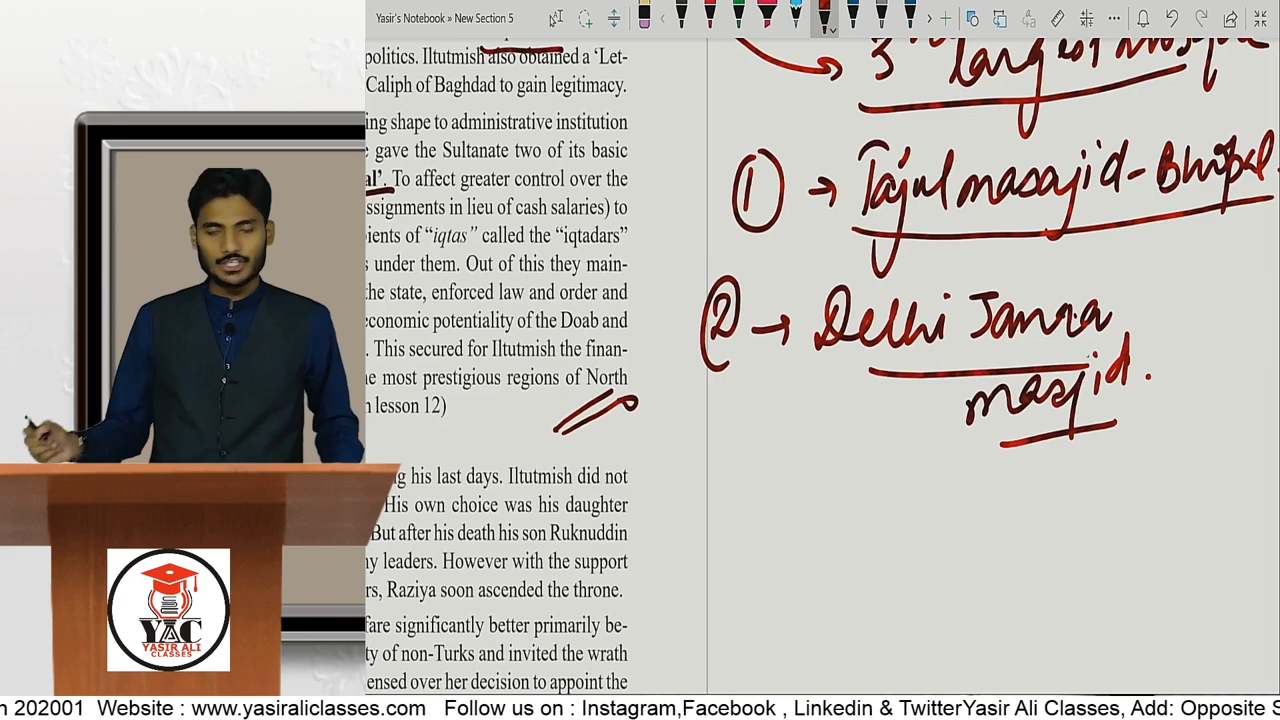 Yasir's Notebook » New Section 5
politics. Iltutmish also obtained a ‘Let-
Caliph of Baghdad to gain legitimacy.
ing shape to administrative institution
e gave the Sultanate two of its basic
al’. To affect greater control over the
ssignments in lieu of cash salaries) to
ients of “iqtas” called the “iqtadars”
s under them. Out of this they main-
the state, enforced law and order and
economic potentiality of the Doab and
. This secured for Iltutmish the finan-
e most prestigious regions of North
n lesson 12)
ng his last days. Iltutmish did not
His own choice was his daughter
But after his death his son Ruknuddin
ny leaders. However with the support
rs, Raziya soon ascended the throne.
fare significantly better primarily be-
ty of non-Turks and invited the wrath
ensed over her decision to appoint the
3rd largest Mosque
① → Tajul masajid - Bhopal.
② → Delhi Jama
masjid.
YAC
YASIR ALI
CLASSES
h 202001 Website : www.yasiraliclasses.com Follow us on : Instagram,Facebook , Linkedin & TwitterYasir Ali Classes, Add: Opposite S